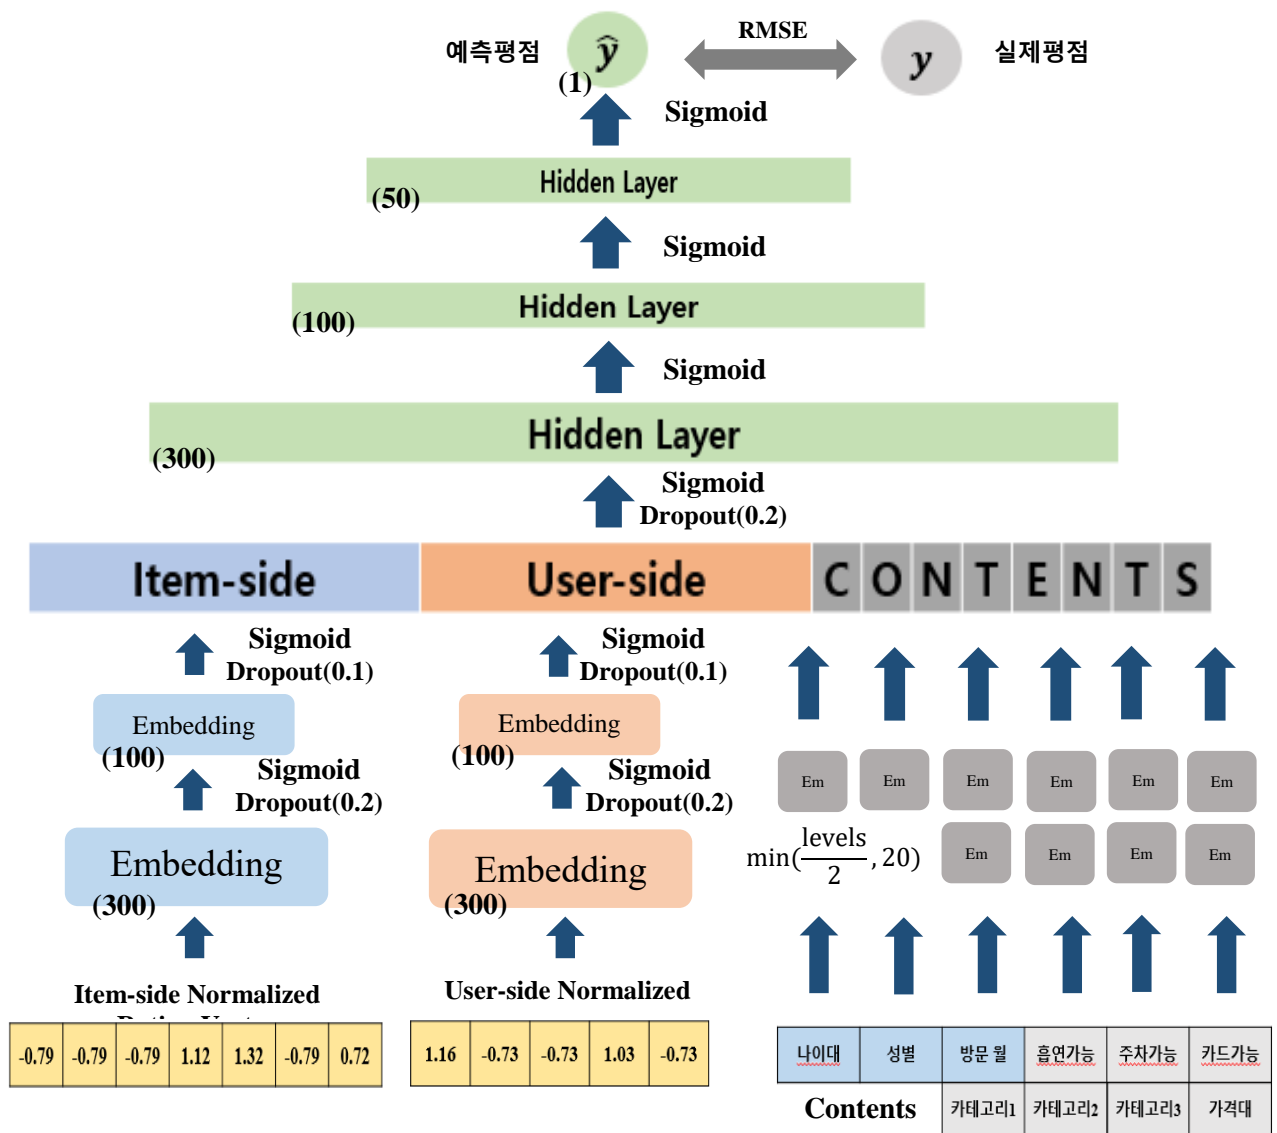 예측평점
ŷ
RMSE
y
실제평점
(1)
Sigmoid
Hidden Layer
(50)
Sigmoid
Hidden Layer
(100)
Sigmoid
Hidden Layer
(300)
Sigmoid
Dropout(0.2)
Item-side
User-side
C O N T E N T S
Sigmoid
Dropout(0.1)
Sigmoid
Dropout(0.1)
Embedding
(100)
Embedding
(100)
Sigmoid
Dropout(0.2)
Sigmoid
Dropout(0.2)
Em Em Em Em Em Em
Embedding
(300)
Embedding
(300)
min(levels/2, 20)
Em Em Em Em
Item-side Normalized
User-side Normalized
-0.79 -0.79 -0.79 1.12 1.32 -0.79 0.72
1.16 -0.73 -0.73 1.03 -0.73
나이대 성별 방문 월 흡연가능 주차가능 카드가능
Contents 카테고리1 카테고리2 카테고리3 가격대